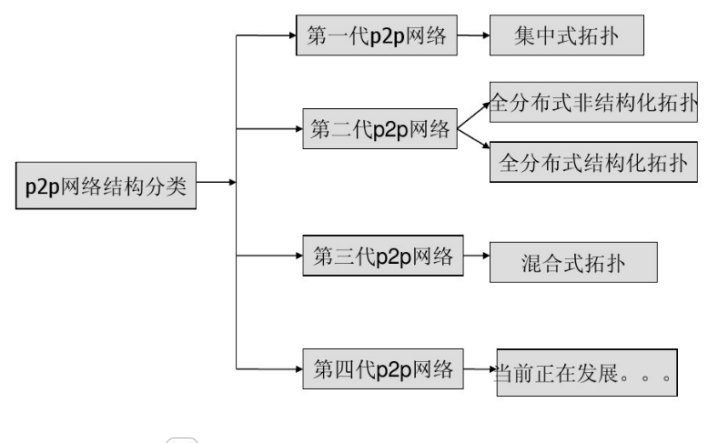 第一代p2p网络
集中式拓扑
全分布式非结构化拓扑
第二代p2p网络
全分布式结构化拓扑
p2p网络结构分类
第三代p2p网络
混合式拓扑
第四代p2p网络
当前正在发展。。。